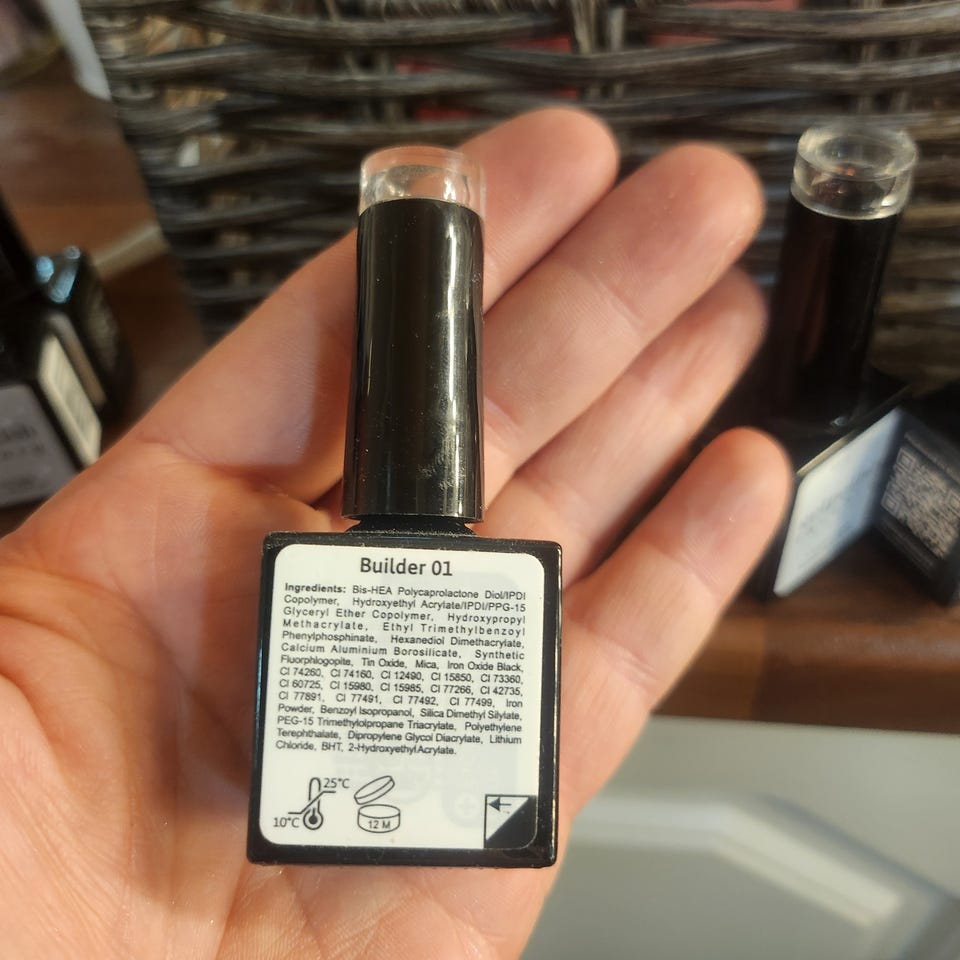 Builder 01
Ingredients: Bis-HEA Polycaprolactone Diol/IPDI
Copolymer, Hydroxyethyl Acrylate/IPDI/PPG-15
Glyceryl Ether Copolymer, Hydroxypropyl
Methacrylate, Ethyl Trimethylbenzoyl
Phenylphosphinate, Hexanediol Dimethacrylate,
Calcium Aluminium Borosilicate, Synthetic
Fluorphlogopite, Tin Oxide, Mica, Iron Oxide Black,
CI 74260, CI 74160, CI 12490, CI 15850, CI 73360,
CI 60725, CI 15980, CI 15985, CI 77266, CI 42735,
CI 77891, CI 77491, CI 77492, CI 77499, Iron
Powder, Benzoyl Isopropanol, Silica Dimethyl Silylate,
PEG-15 Trimethylolpropane Triacrylate, Polyethylene
Terephthalate, Dipropylene Glycol Diacrylate, Lithium
Chloride, BHT, 2-HydroxyethylAcrylate.
25°C
10°C
12 M